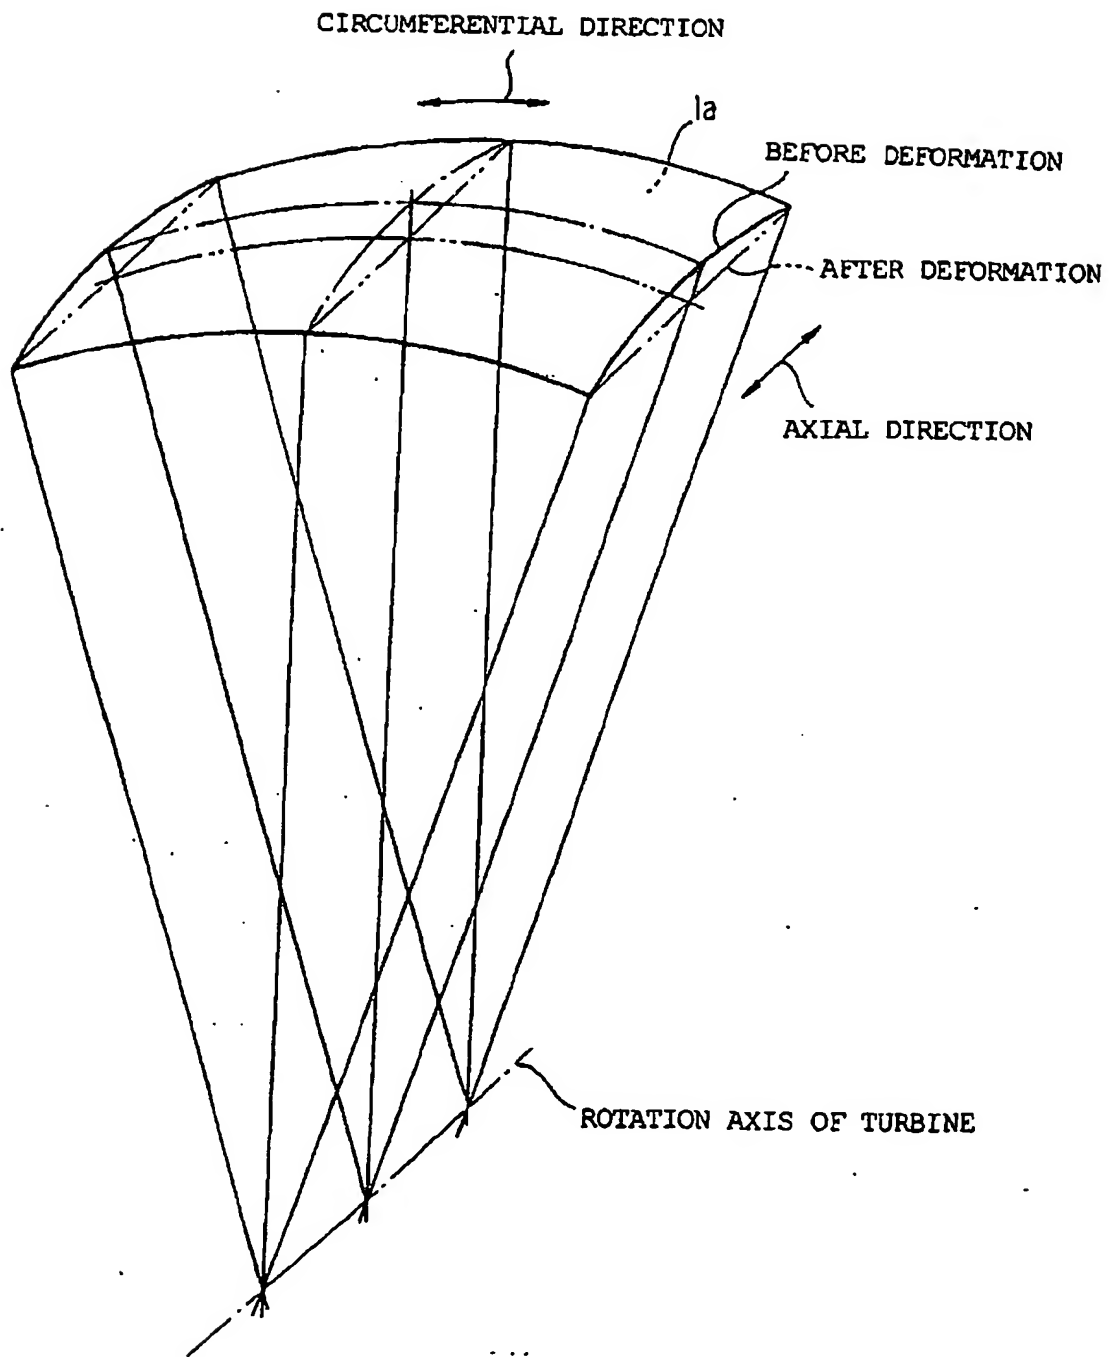 CIRCUMFERENTIAL DIRECTION
1a
BEFORE DEFORMATION
AFTER DEFORMATION
AXIAL DIRECTION
ROTATION AXIS OF TURBINE